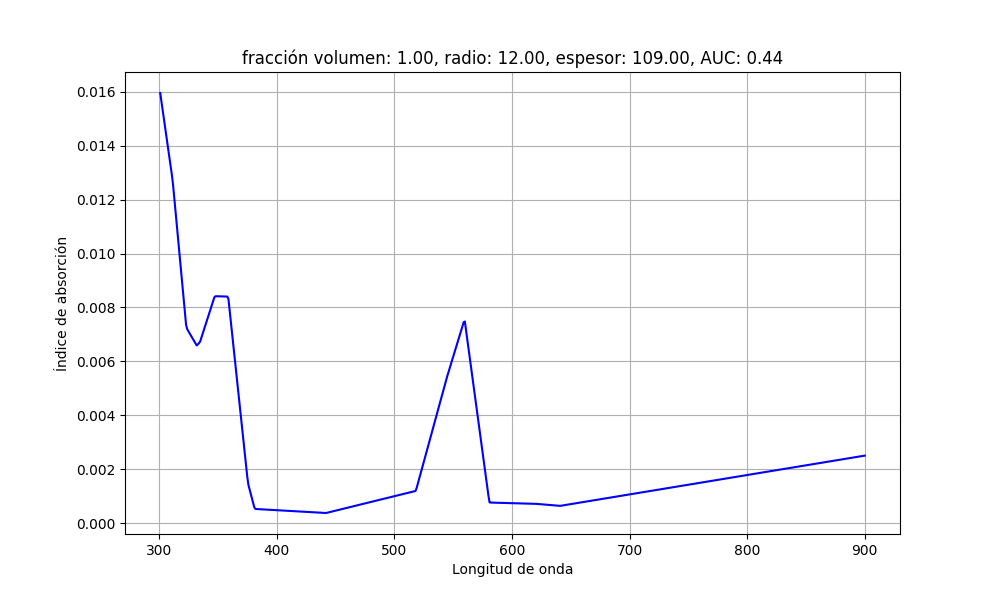 fracción volumen: 1.00, radio: 12.00, espesor: 109.00, AUC: 0.44
0.016
0.014
0.012
0.010
0.008
0.006
0.004
0.002
0.000
Índice de absorción
300 400 500 600 700 800 900
Longitud de onda